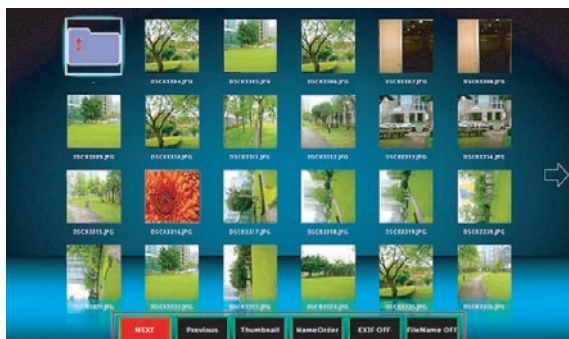 DSC03304.JPG DSC03305.JPG DSC03306.JPG DSC03307.JPG DSC03308.JPG
DSC03309.JPG DSC03310.JPG DSC03311.JPG DSC03312.JPG DSC03313.JPG DSC03314.JPG
DSC03315.JPG DSC03316.JPG DSC03317.JPG DSC03318.JPG DSC03319.JPG DSC03320.JPG
NEXT Previous Thumbnail NameOrder EXIF OFF FileName OFF